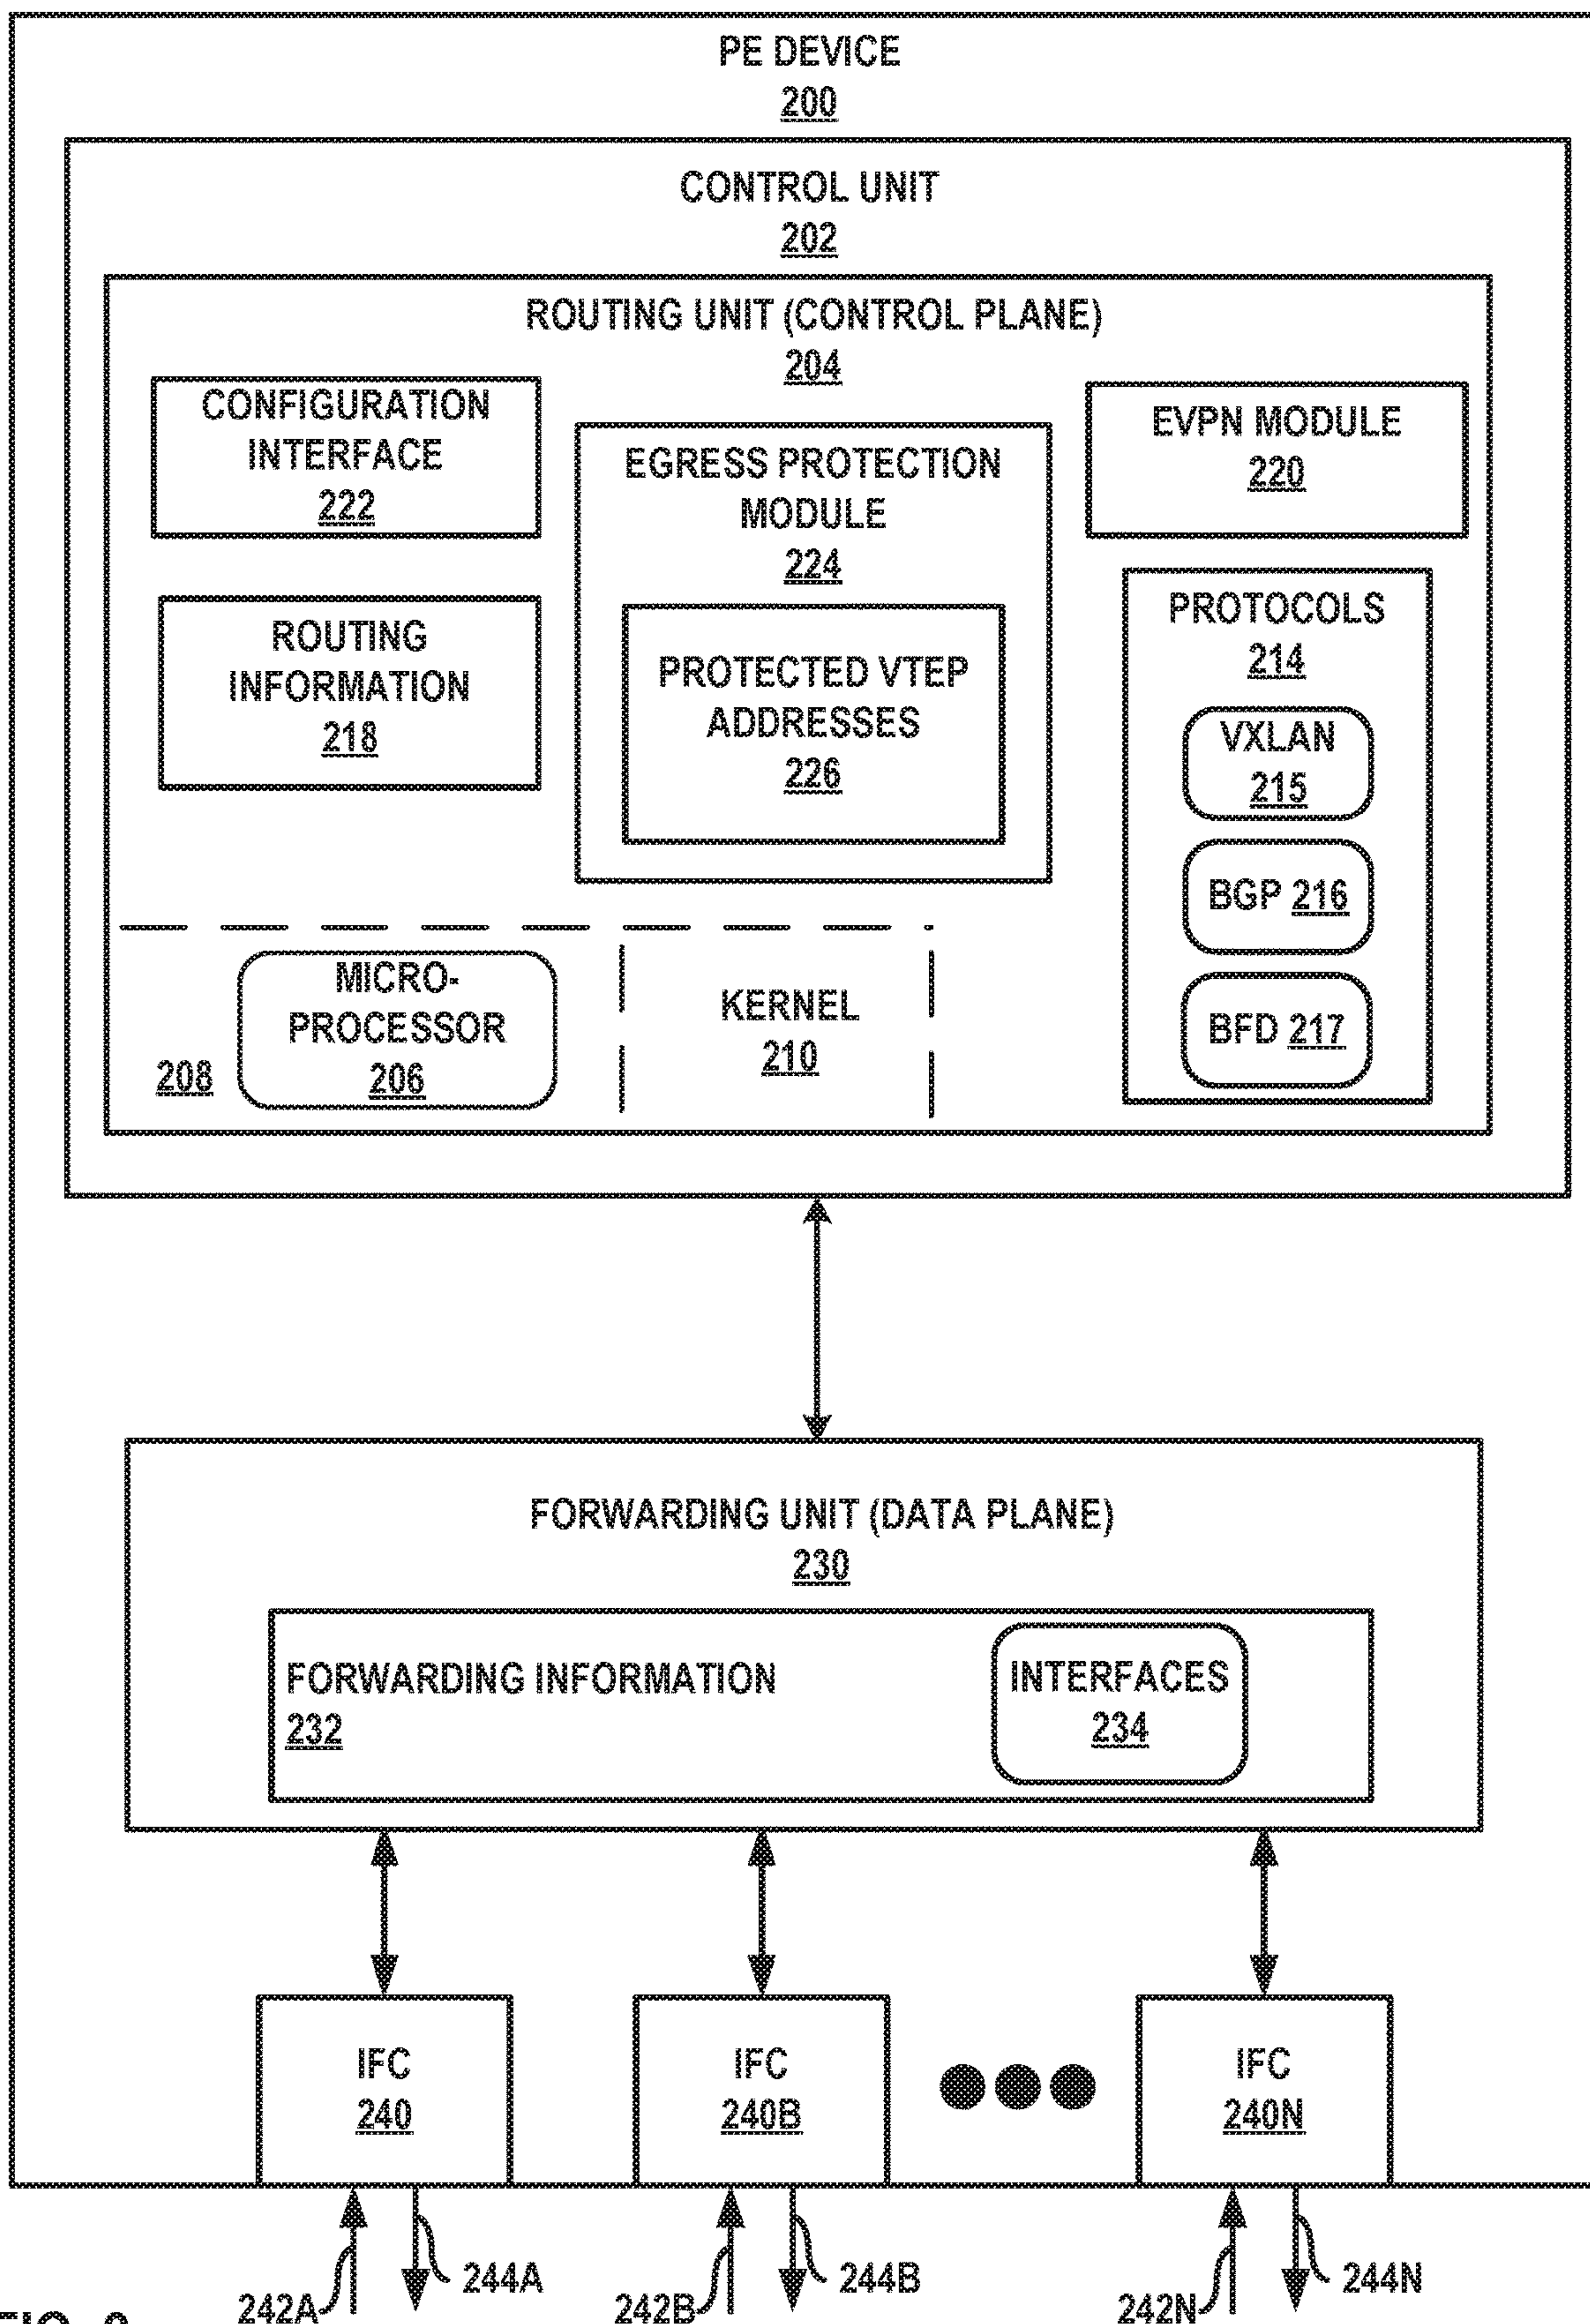 PE DEVICE
200
CONTROL UNIT
202
ROUTING UNIT (CONTROL PLANE)
204
CONFIGURATION
INTERFACE
222
EGRESS PROTECTION
MODULE
224
EVPN MODULE
220
ROUTING
INFORMATION
218
PROTECTED VTEP
ADDRESSES
226
PROTOCOLS
214
VXLAN
215
BGP 216
BFD 217
MICRO-
PROCESSOR
206
208
KERNEL
210
FORWARDING UNIT (DATA PLANE)
230
FORWARDING INFORMATION
232
INTERFACES
234
IFC
240
IFC
240B
IFC
240N
242A
244A
242B
244B
242N
244N